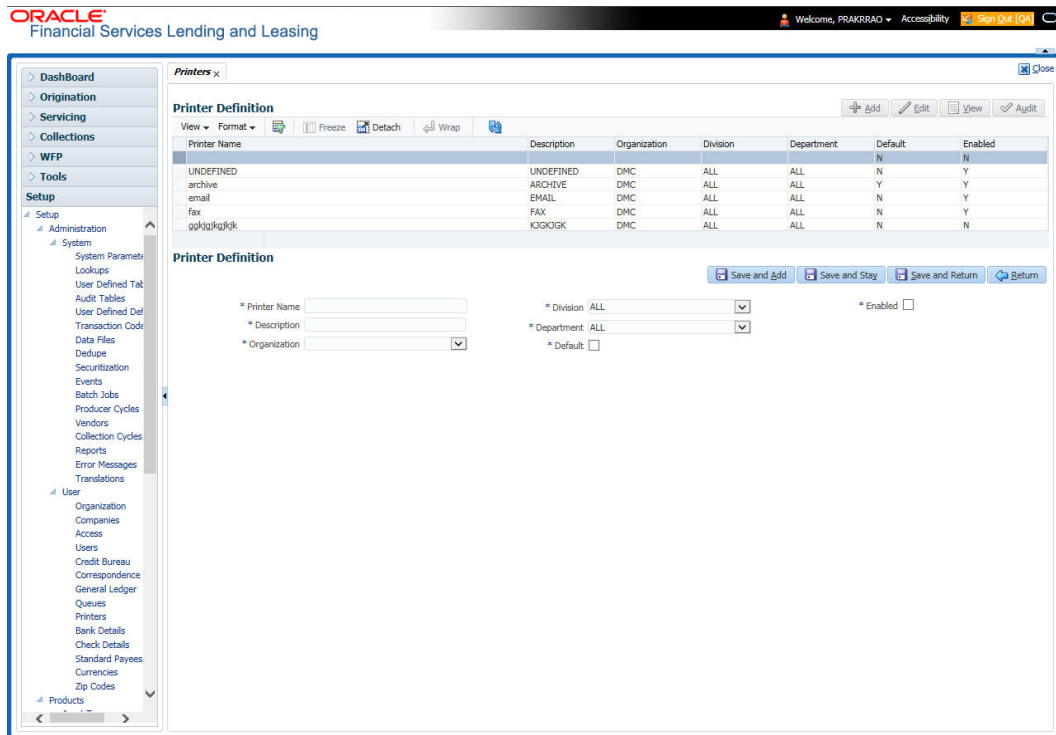 ORACLE'
Financial Services Lending and Leasing
Welcome, PRAKRRAO Accessibility Sign Out [QA]
DashBoard
Origination
Servicing
Collections
WFP
Tools
Setup
Setup
Administration
System
System Paramete
Lookups
User Defined Tab
Audit Tables
User Defined Def
Transaction Code
Data Files
Dedupe
Securitization
Events
Batch Jobs
Producer Cycles
Vendors
Collection Cycles
Reports
Error Messages
Translations
User
Organization
Companies
Access
Users
Credit Bureau
Correspondence
General Ledger
Queues
Printers
Bank Details
Check Details
Standard Payees
Currencies
Zip Codes
Products
Printers x
Close
Printer Definition
Add Edit View Audit
View Format Freeze Detach Wrap
Printer Name Description Organization Division Department Default Enabled
N N
UNDEFINED UNDEFINED DMC ALL ALL N Y
archive ARCHIVE DMC ALL ALL Y Y
email EMAIL DMC ALL ALL N Y
fax FAX DMC ALL ALL N Y
ggkjgjkgjkjk KJGKJGK DMC ALL ALL N N
Printer Definition
Save and Add Save and Stay Save and Return Return
* Printer Name
* Description
* Organization
* Division ALL
* Department ALL
* Default
* Enabled